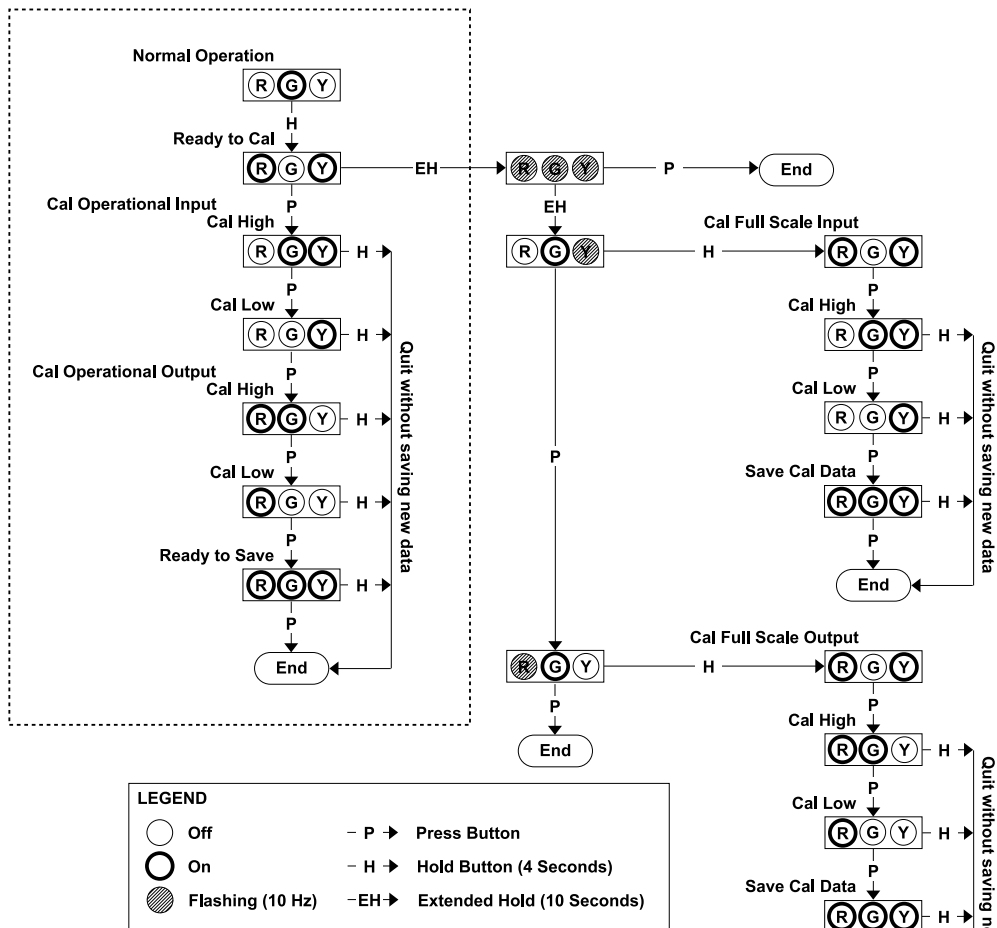 Normal Operation
R G Y
H
Ready to Cal
R G Y
EH
R G Y
P
End
P
EH
Cal Operational Input
Cal High
R G Y
H
R G Y
H
Cal Full Scale Input
R G Y
P
P
Cal High
R G Y
H
Cal Low
R G Y
H
P
Cal Low
R G Y
H
Cal Operational Output
P
Cal High
R G Y
H
P
Save Cal Data
R G Y
H
P
P
Cal Low
R G Y
H
Quit without saving new data
P
End
Quit without saving new data
P
Ready to Save
R G Y
H
P
End
R G Y
H
Cal Full Scale Output
R G Y
P
End
P
Cal High
R G Y
H
P
Cal Low
R G Y
H
P
Save Cal Data
R G Y
H
Quit without saving
LEGEND
Off
P Press Button
On
H Hold Button (4 Seconds)
Flashing (10 Hz)
EH Extended Hold (10 Seconds)